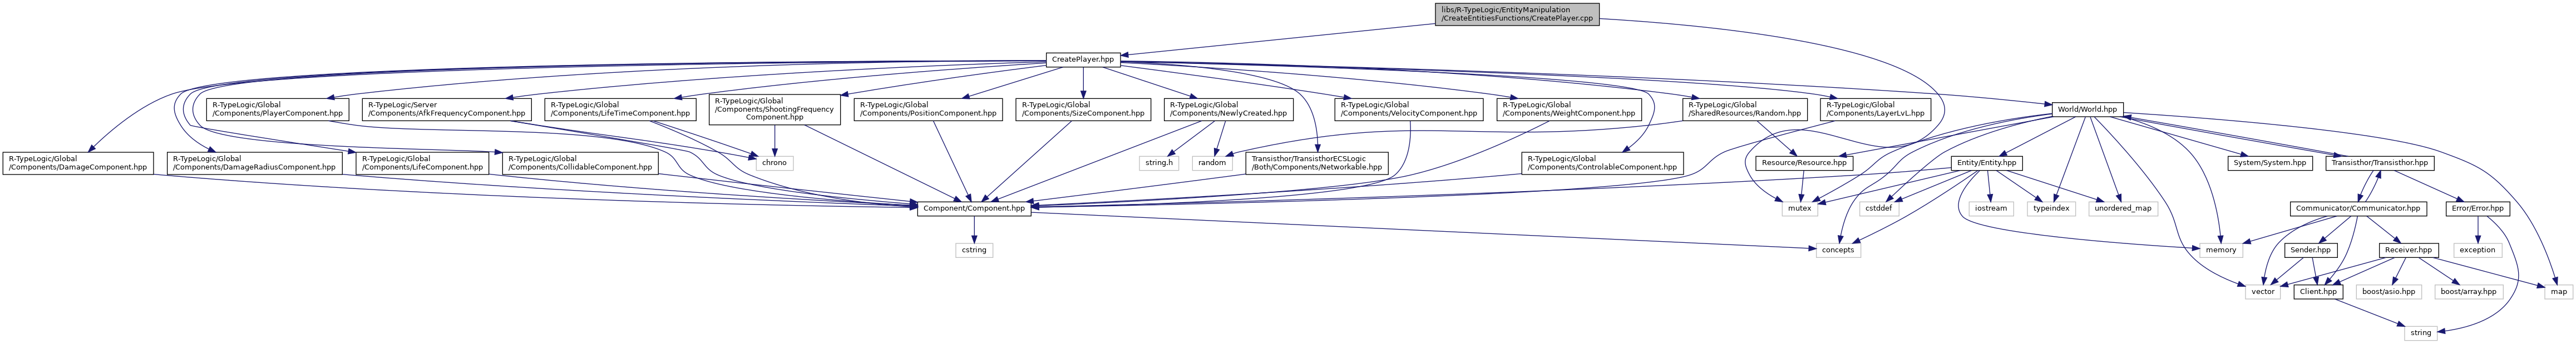 libs/R-TypeLogic/EntityManipulation
/CreateEntitiesFunctions/CreatePlayer.cpp
CreatePlayer.hpp
R-TypeLogic/Global
/Components/PlayerComponent.hpp
R-TypeLogic/Server
/Components/AfkFrequencyComponent.hpp
R-TypeLogic/Global
/Components/LifeTimeComponent.hpp
R-TypeLogic/Global
/Components/ShootingFrequency
Component.hpp
R-TypeLogic/Global
/Components/PositionComponent.hpp
R-TypeLogic/Global
/Components/SizeComponent.hpp
R-TypeLogic/Global
/Components/NewlyCreated.hpp
R-TypeLogic/Global
/Components/VelocityComponent.hpp
R-TypeLogic/Global
/Components/WeightComponent.hpp
R-TypeLogic/Global
/SharedResources/Random.hpp
R-TypeLogic/Global
/Components/LayerLvL.hpp
World/World.hpp
R-TypeLogic/Global
/Components/DamageComponent.hpp
R-TypeLogic/Global
/Components/DamageRadiusComponent.hpp
R-TypeLogic/Global
/Components/LifeComponent.hpp
R-TypeLogic/Global
/Components/CollidableComponent.hpp
chrono
string.h
random
Transisthor/TransisthorECSLogic
/Both/Components/Networkable.hpp
R-TypeLogic/Global
/Components/ControlableComponent.hpp
Resource/Resource.hpp
Entity/Entity.hpp
System/System.hpp
Transisthor/Transisthor.hpp
Component/Component.hpp
mutex
cstddef
iostream
typeindex
unordered_map
Communicator/Communicator.hpp
Error/Error.hpp
cstring
concepts
memory
Sender.hpp
Receiver.hpp
exception
vector
Client.hpp
boost/asio.hpp
boost/array.hpp
map
string